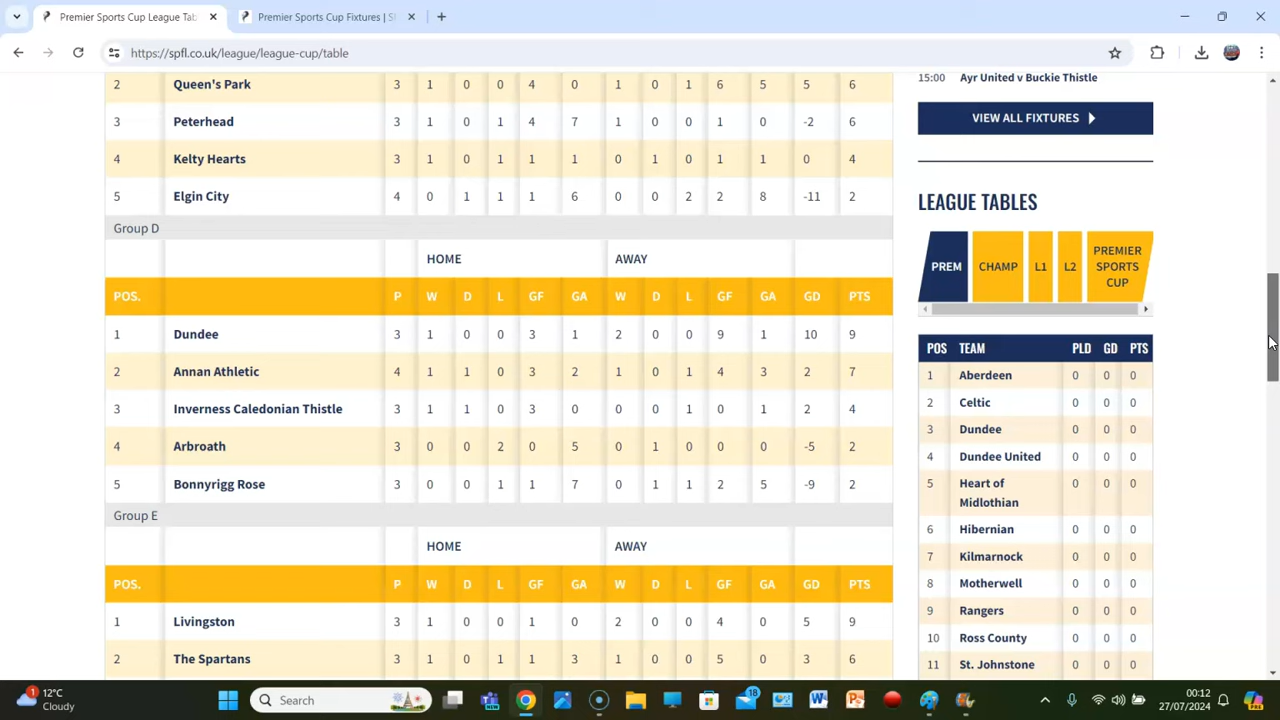 Premier Sports Cup League Tab
Premier Sports Cup Fixtures | S
https://spfl.co.uk/league/league-cup/table
2 Queen's Park 3 1 0 0 4 0 1 0 1 6 5 5 6
3 Peterhead 3 1 0 1 4 7 1 0 0 1 0 -2 6
4 Kelty Hearts 3 1 0 1 1 1 0 1 0 1 1 0 4
5 Elgin City 4 0 1 1 1 6 0 0 2 2 8 -11 2
Group D
HOME AWAY
POS. P W D L GF GA W D L GF GA GD PTS
1 Dundee 3 1 0 0 3 1 2 0 0 9 1 10 9
2 Annan Athletic 4 1 1 0 3 2 1 0 1 4 3 2 7
3 Inverness Caledonian Thistle 3 1 1 0 3 0 0 0 1 0 1 2 4
4 Arbroath 3 0 0 2 0 5 0 1 0 0 0 -5 2
5 Bonnyrigg Rose 3 0 0 1 1 7 0 1 1 2 5 -9 2
Group E
HOME AWAY
POS. P W D L GF GA W D L GF GA GD PTS
1 Livingston 3 1 0 0 1 0 2 0 0 4 0 5 9
2 The Spartans 3 1 0 1 1 3 1 0 0 5 0 3 6
15:00 Ayr United v Buckie Thistle
VIEW ALL FIXTURES
LEAGUE TABLES
PREM CHAMP L1 L2 PREMIER
SPORTS
CUP
POS TEAM PLD GD PTS
1 Aberdeen 0 0 0
2 Celtic 0 0 0
3 Dundee 0 0 0
4 Dundee United 0 0 0
5 Heart of 0 0 0
Midlothian
6 Hibernian 0 0 0
7 Kilmarnock 0 0 0
8 Motherwell 0 0 0
9 Rangers 0 0 0
10 Ross County 0 0 0
11 St. Johnstone 0 0 0
1 12°C
Cloudy
Search
18
00:12
27/07/2024